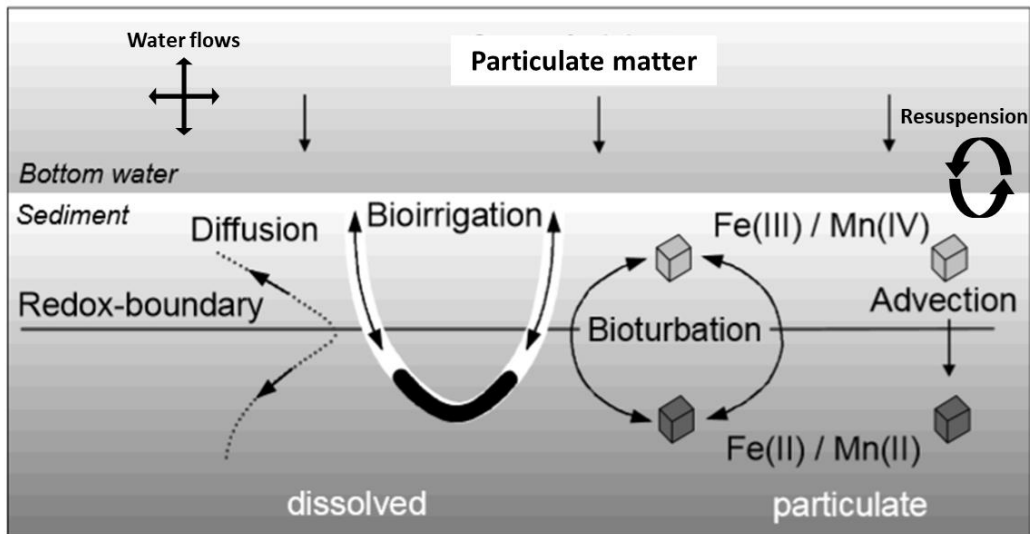 Water flows
Particulate matter
Resuspension
Bottom water
Sediment
Diffusion
Bioirrigation
Fe(III) / Mn(IV)
Redox-boundary
Bioturbation
Advection
Fe(II) / Mn(II)
dissolved
particulate